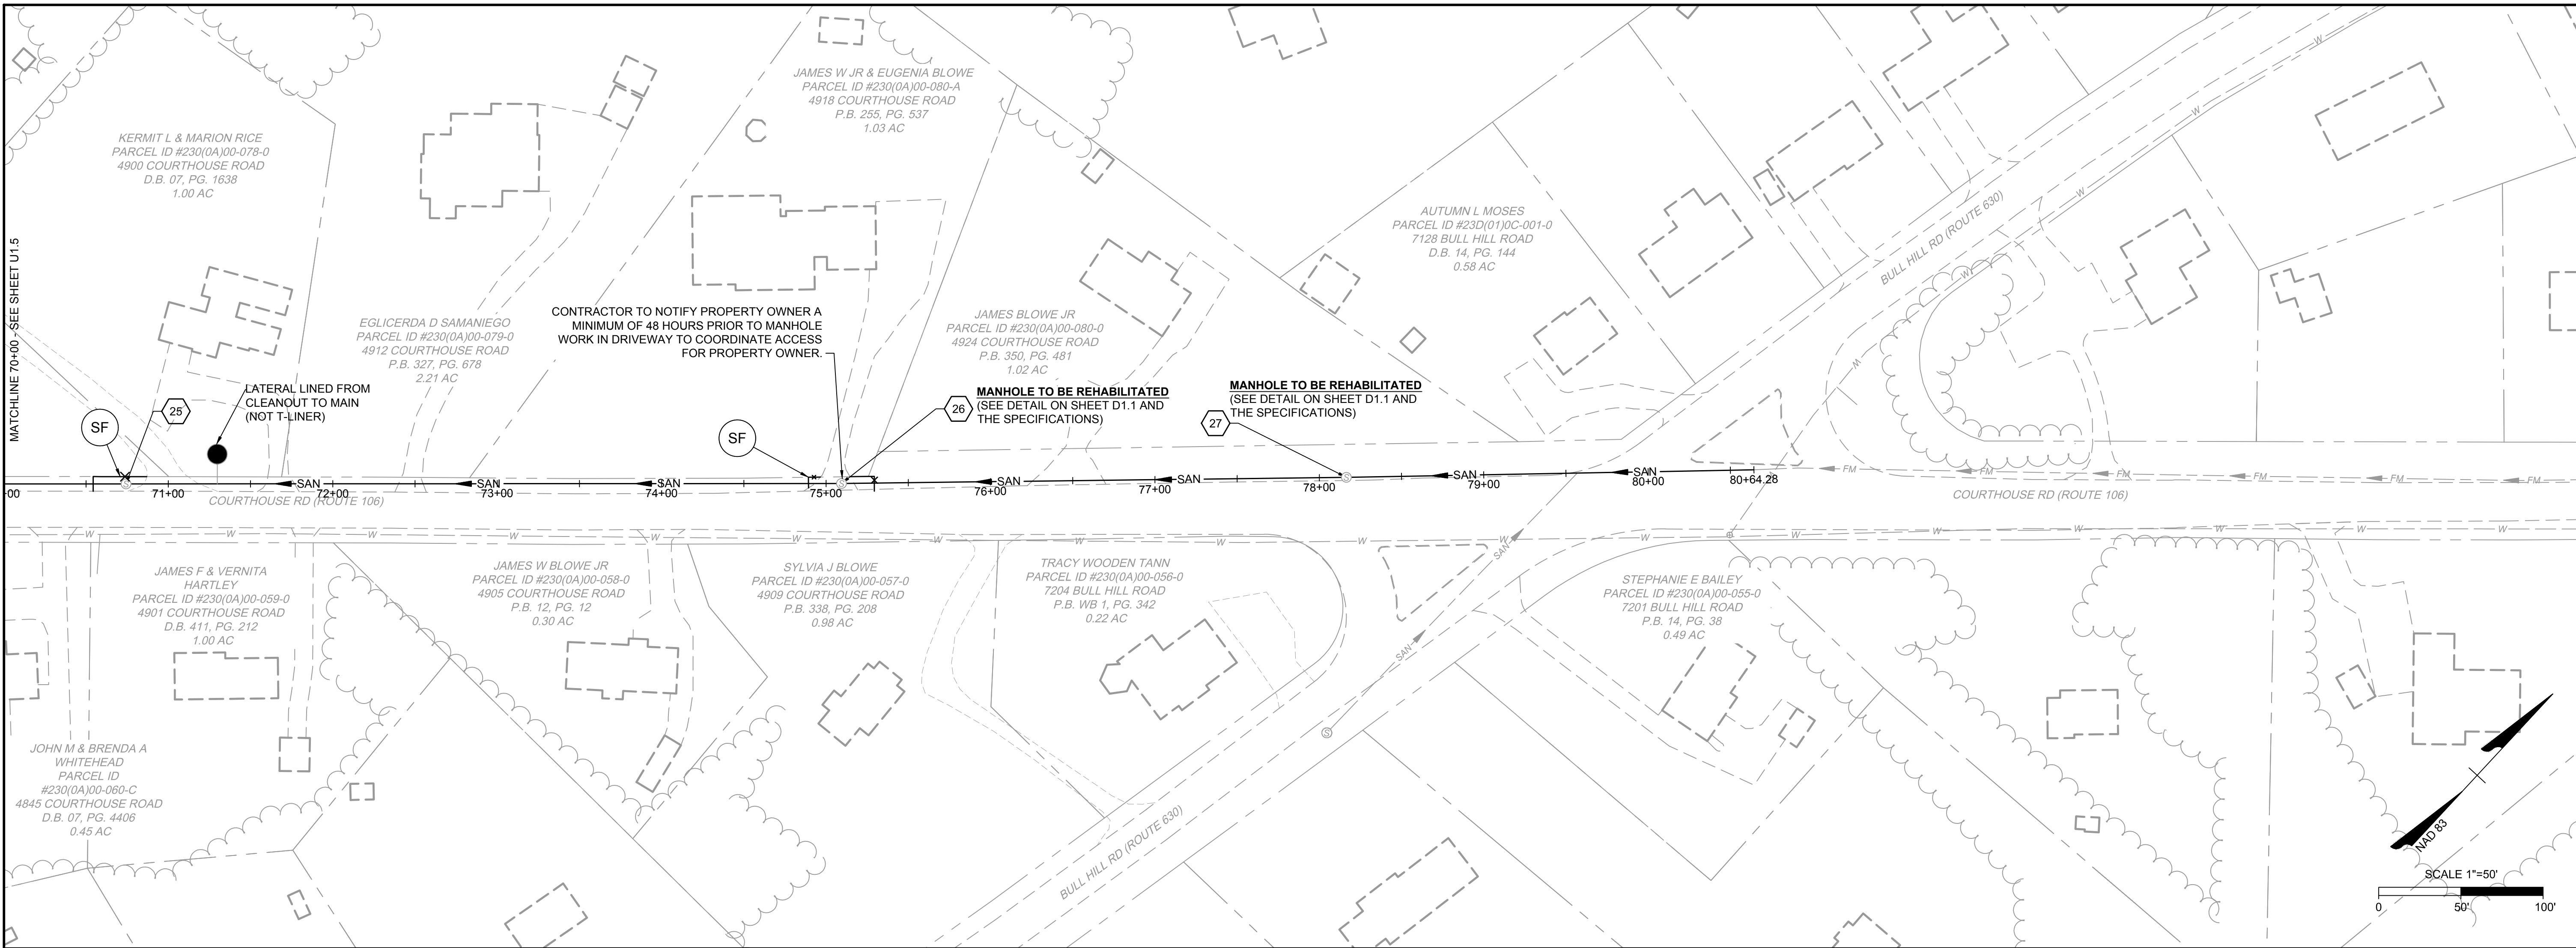 JAMES W JR & EUGENIA BLOWE
PARCEL ID #230(0A)00-080-A
4918 COURTHOUSE ROAD
P.B. 255, PG. 537
1.03 AC
KERMIT L & MARION RICE
PARCEL ID #230(0A)00-078-0
4900 COURTHOUSE ROAD
D.B. 07, PG. 1638
1.00 AC
AUTUMN L MOSES
PARCEL ID #23D(01)0C-001-0
7128 BULL HILL ROAD
D.B. 14, PG. 144
0.58 AC
BULL HILL RD (ROUTE 630)
W
W
W
W
W
MATCHLINE 70+00 - SEE SHEET U1.5
EGLICERDA D SAMANIEGO
PARCEL ID #230(0A)00-079-0
4912 COURTHOUSE ROAD
P.B. 327, PG. 678
2.21 AC
CONTRACTOR TO NOTIFY PROPERTY OWNER A
MINIMUM OF 48 HOURS PRIOR TO MANHOLE
WORK IN DRIVEWAY TO COORDINATE ACCESS
FOR PROPERTY OWNER.
JAMES BLOWE JR
PARCEL ID #230(0A)00-080-0
4924 COURTHOUSE ROAD
P.B. 350, PG. 481
1.02 AC
LATERAL LINED FROM
CLEANOUT TO MAIN
(NOT T-LINER)
SF
25
SF
26
MANHOLE TO BE REHABILITATED
(SEE DETAIL ON SHEET D1.1 AND
THE SPECIFICATIONS)
27
MANHOLE TO BE REHABILITATED
(SEE DETAIL ON SHEET D1.1 AND
THE SPECIFICATIONS)
S
S
S
SAN SAN SAN SAN SAN SAN SAN SAN
FM FM FM FM FM FM
00 71+00 72+00 73+00 74+00 75+00 76+00 77+00 78+00 79+00 80+00 80+64.28
COURTHOUSE RD (ROUTE 106)
COURTHOUSE RD (ROUTE 106)
W W W W W W W W W W W W W W W W W W
JAMES F & VERNITA
HARTLEY
PARCEL ID #230(0A)00-059-0
4901 COURTHOUSE ROAD
D.B. 411, PG. 212
1.00 AC
JAMES W BLOWE JR
PARCEL ID #230(0A)00-058-0
4905 COURTHOUSE ROAD
P.B. 12, PG. 12
0.30 AC
SYLVIA J BLOWE
PARCEL ID #230(0A)00-057-0
4909 COURTHOUSE ROAD
P.B. 338, PG. 208
0.98 AC
TRACY WOODEN TANN
PARCEL ID #230(0A)00-056-0
7204 BULL HILL ROAD
P.B. WB 1, PG. 342
0.22 AC
SAN
SAN
S
STEPHANIE E BAILEY
PARCEL ID #230(0A)00-055-0
7201 BULL HILL ROAD
P.B. 14, PG. 38
0.49 AC
JOHN M & BRENDA A
WHITEHEAD
PARCEL ID
#230(0A)00-060-C
4845 COURTHOUSE ROAD
D.B. 07, PG. 4406
0.45 AC
BULL HILL RD (ROUTE 630)
NAD 83
SCALE 1"=50'
0 50' 100'